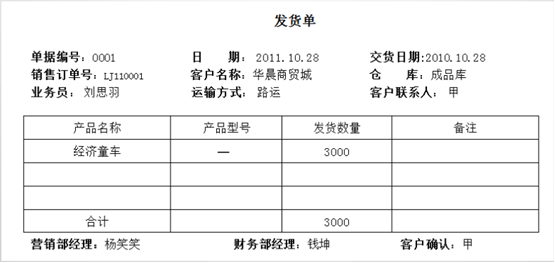 发货单
单据编号：0001 日 期：2011.10.28 交货日期:2010.10.28
销售订单号：LJ110001 客户名称：华晨商贸城 仓 库：成品库
业务员：刘思羽 运输方式：路运 客户联系人：甲
产品名称 产品型号 发货数量 备注
经济童车 — 3000
合计 3000
营销部经理：杨笑笑 财务部经理：钱坤 客户确认：甲